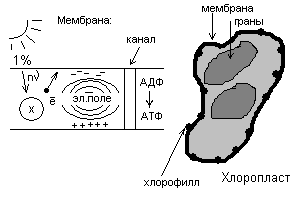 Мембрана:
канал
1%
hν
ē
x
эл.поле
– – –
+ + + + +
АДФ
АТФ
мембрана
граны
хлорофилл
Хлоропласт